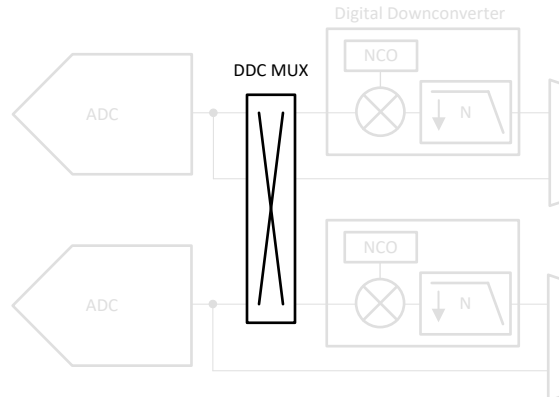 Digital Downconverter
NCO
DDC MUX
ADC
N
NCO
ADC
N